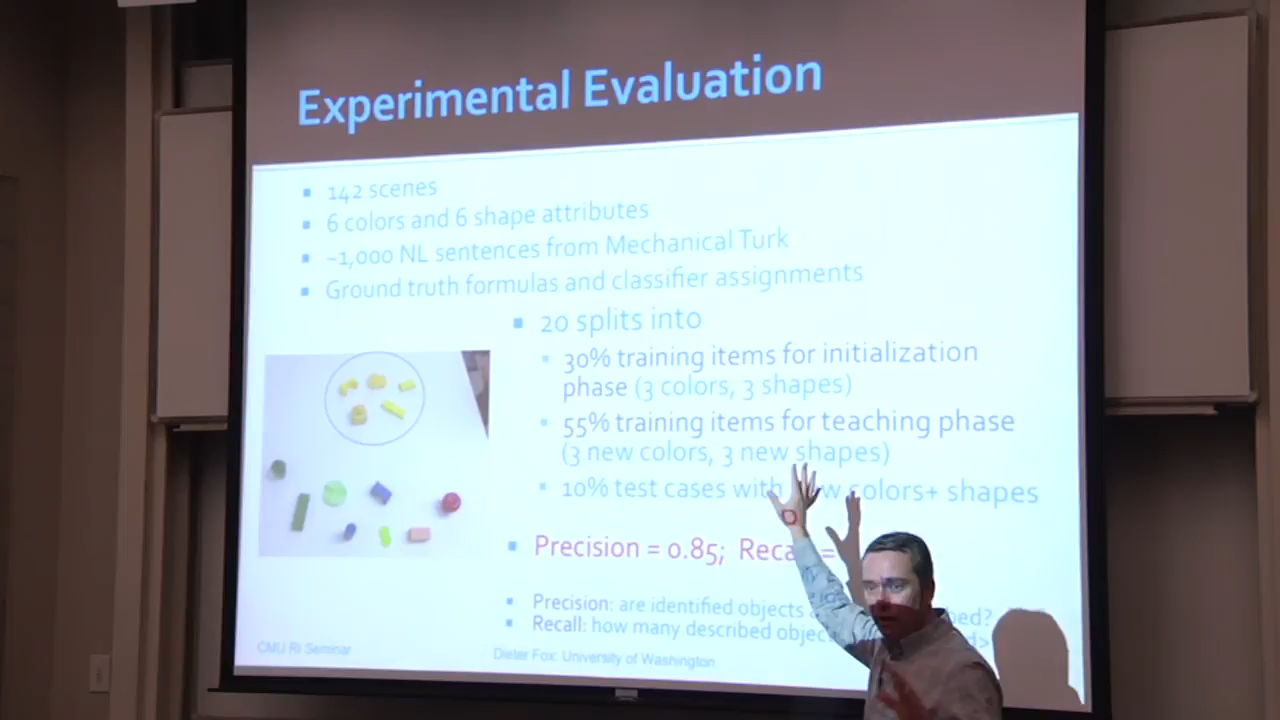 Experimental Evaluation
142 scenes
6 colors and 6 shape attributes
~1,000 NL sentences from Mechanical Turk
Ground truth formulas and classifier assignments
20 splits into
30% training items for initialization
phase (3 colors, 3 shapes)
55% training items for teaching phase
(3 new colors, 3 new shapes)
10% test cases with colors+ shapes
Precision = 0.85; =
Precision: are identified objects
Recall: how many described
CMU RI Seminar
Dieter Fox: University of Washington